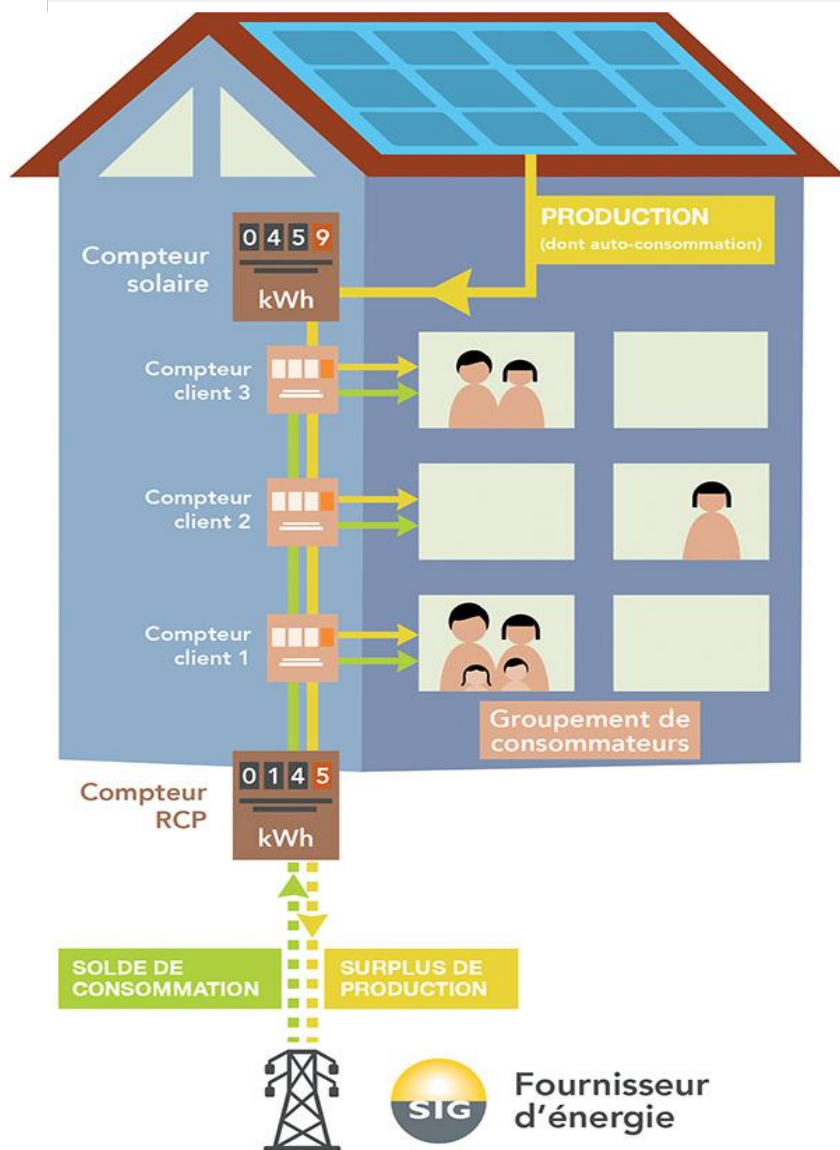 PRODUCTION
(dont auto-consommation)
0459
kWh
Compteur
solaire
Compteur
client 3
Compteur
client 2
Compteur
client 1
Groupement de
consommateurs
0145
kWh
Compteur
RCP
SOLDE DE
CONSOMMATION
SURPLUS DE
PRODUCTION
SIG
Fournisseur
d'énergie